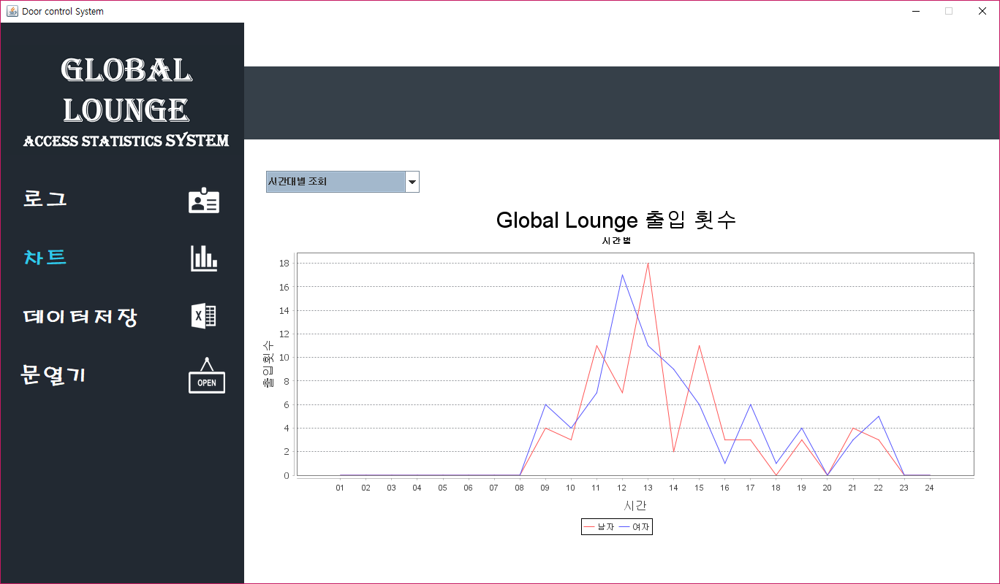 Door control System
GLOBAL
LOUNGE
ACCESS STATISTICS SYSTEM
로그
차트
데이터저장
문열기
OPEN
X
시간대별 조회
Global Lounge 출입 횟수
시간별
출입횟수
18
16
14
12
10
8
6
4
2
0
01 02 03 04 05 06 07 08 09 10 11 12 13 14 15 16 17 18 19 20 21 22 23 24
시간
남자 여자